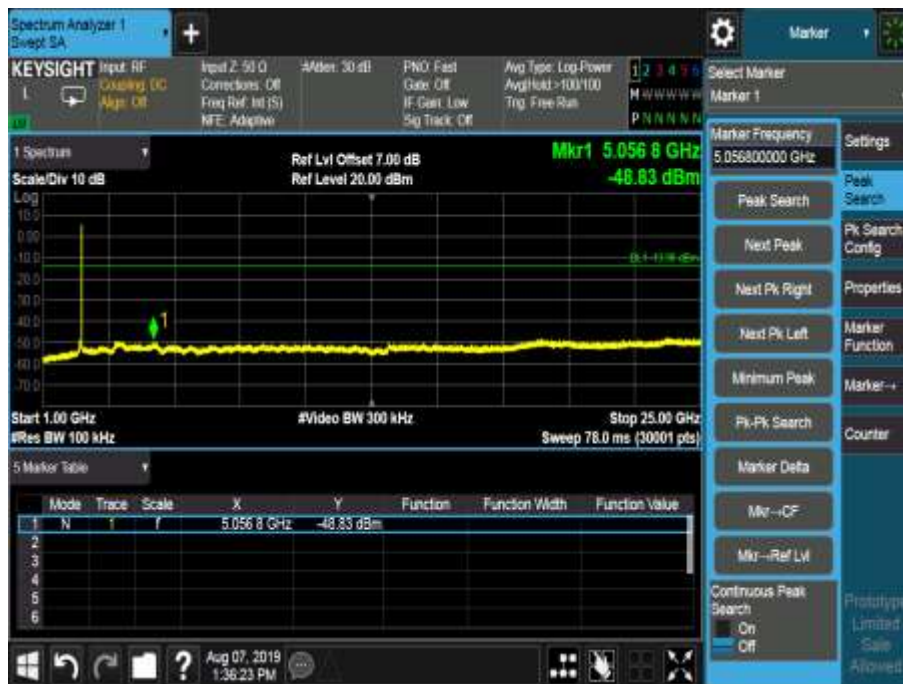 Spectrum Analyzer 1
Swept SA
+
Marker
KEYSIGHT
L
Input: RF
Coupling: DC
Align: Off
Input Z: 50 Ω
Corrections: Off
Freq Ref: Int (S)
NFE: Adaptive
#Atten: 30 dB
PNO: Fast
Gate: Off
IF Gain: Low
Sig Track: Off
Avg Type: Log-Power
Avg|Hold:>100/100
Trig: Free Run
1 2 3 4 5 6
M W W W W W
P N N N N N
Select Marker
Marker 1
1 Spectrum
Scale/Div 10 dB
Ref Lvl Offset 7.00 dB
Ref Level 20.00 dBm
Mkr1 5.056 8 GHz
-48.83 dBm
Log
10.0
0.00
-10.0
-20.0
-30.0
-40.0
-50.0
-60.0
-70.0
1
Start 1.00 GHz
#Res BW 100 kHz
#Video BW 300 kHz
Stop 25.00 GHz
Sweep 78.0 ms (30001 pts)
5 Marker Table
Mode Trace Scale X Y Function Function Width Function Value
1 N 1 f 5.056 8 GHz -48.83 dBm
2
3
4
5
6
Marker Frequency
5.056800000 GHz
Peak Search
Next Peak
Next Pk Right
Next Pk Left
Minimum Peak
Pk-Pk Search
Marker Delta
Mkr→CF
Mkr→Ref Lvl
Continuous Peak
Search
On
Off
Settings
Peak
Search
Pk Search
Config
Properties
Marker
Function
Marker→
Counter
Prototype
Limited
Sale
Allowed
?
Aug 07, 2019
1:36:23 PM